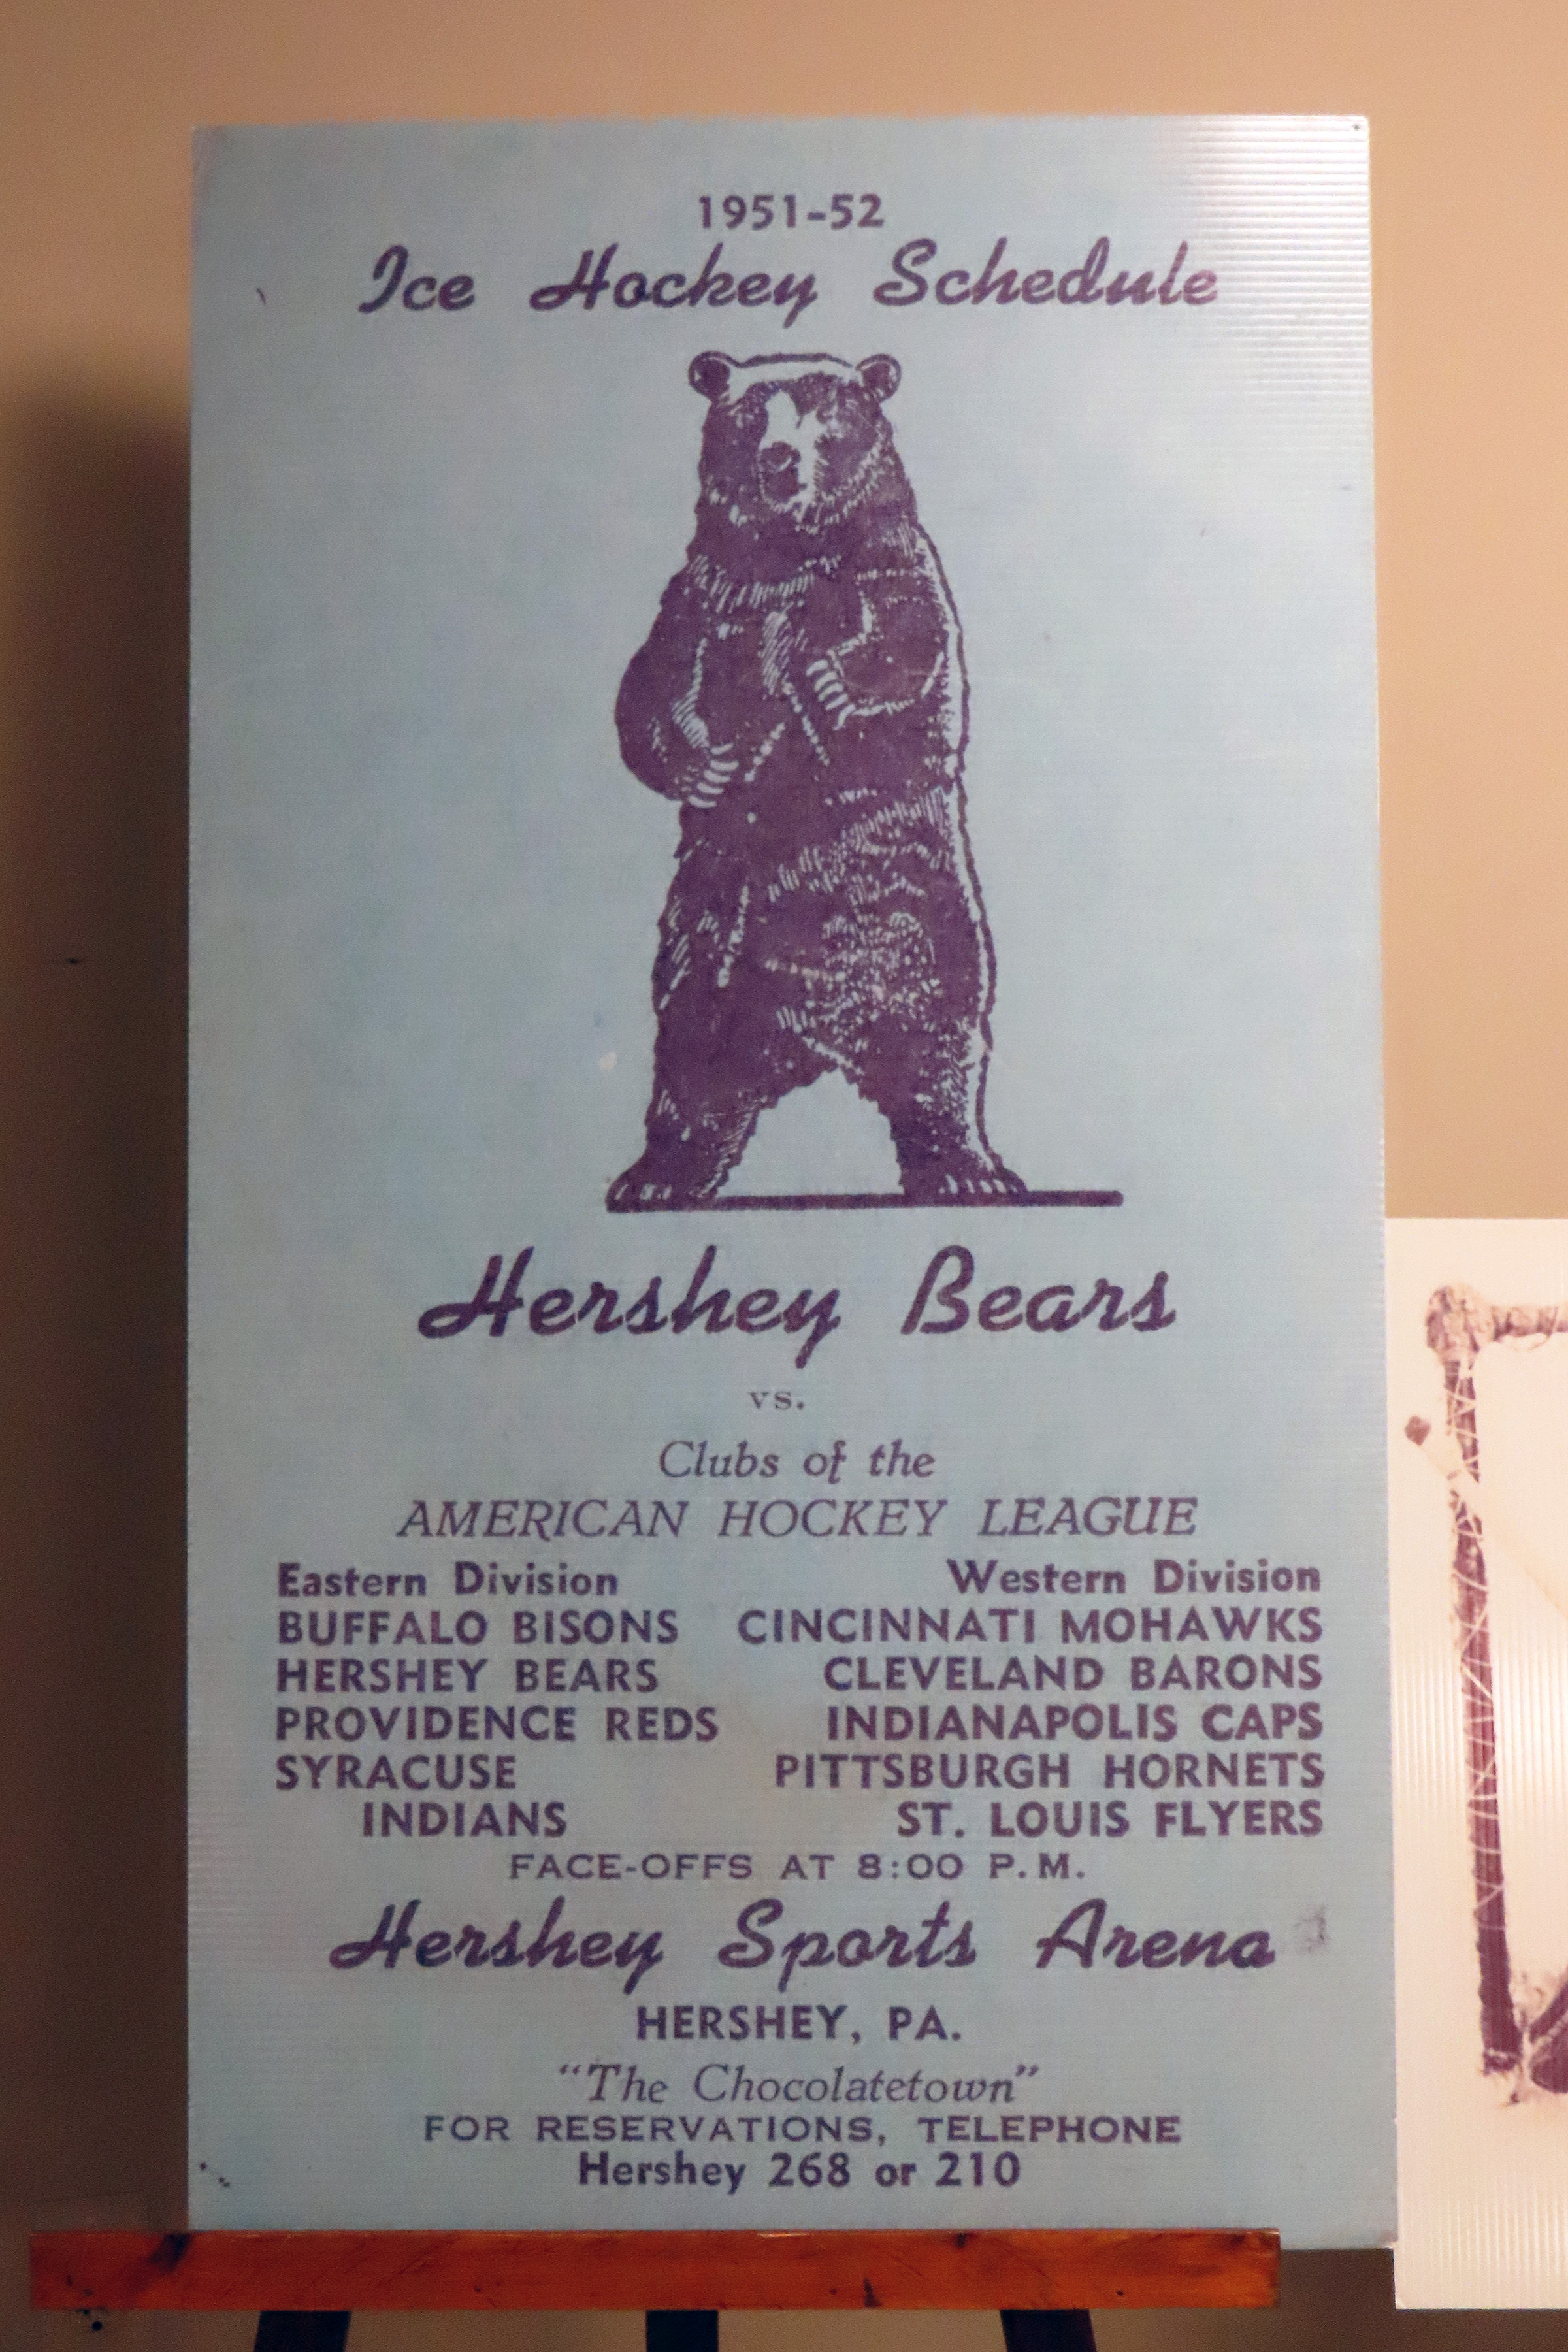 1951-52
Ice Hockey Schedule
Hershey Bears
vs.
Clubs of the
AMERICAN HOCKEY LEAGUE
Eastern Division Western Division
BUFFALO BISONS CINCINNATI MOHAWKS
HERSHEY BEARS CLEVELAND BARONS
PROVIDENCE REDS INDIANAPOLIS CAPS
SYRACUSE PITTSBURGH HORNETS
INDIANS ST. LOUIS FLYERS
FACE-OFFS AT 8:00 P. M.
Hershey Sports Arena
HERSHEY, PA.
"The Chocolatetown"
FOR RESERVATIONS, TELEPHONE
Hershey 268 or 210